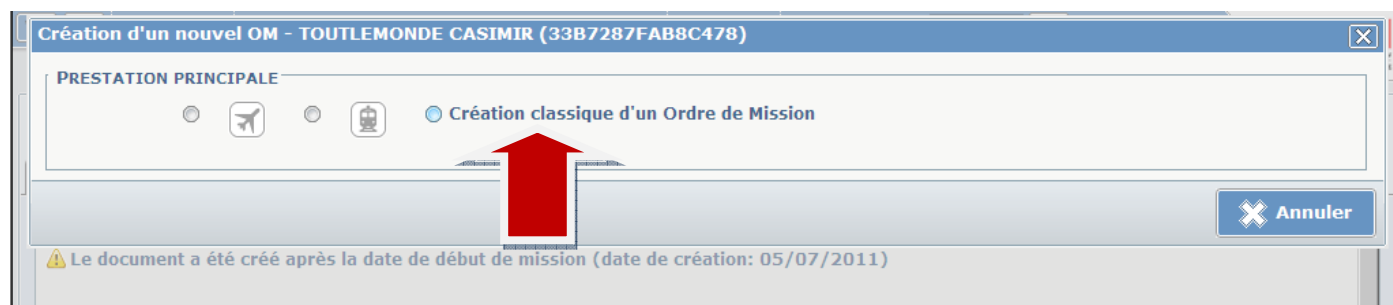 Création d'un nouvel OM - TOUTLEMONDE CASIMIR (33B7287FAB8C478)
PRESTATION PRINCIPALE
Création classique d'un Ordre de Mission
Annuler
Le document a été créé après la date de début de mission (date de création: 05/07/2011)